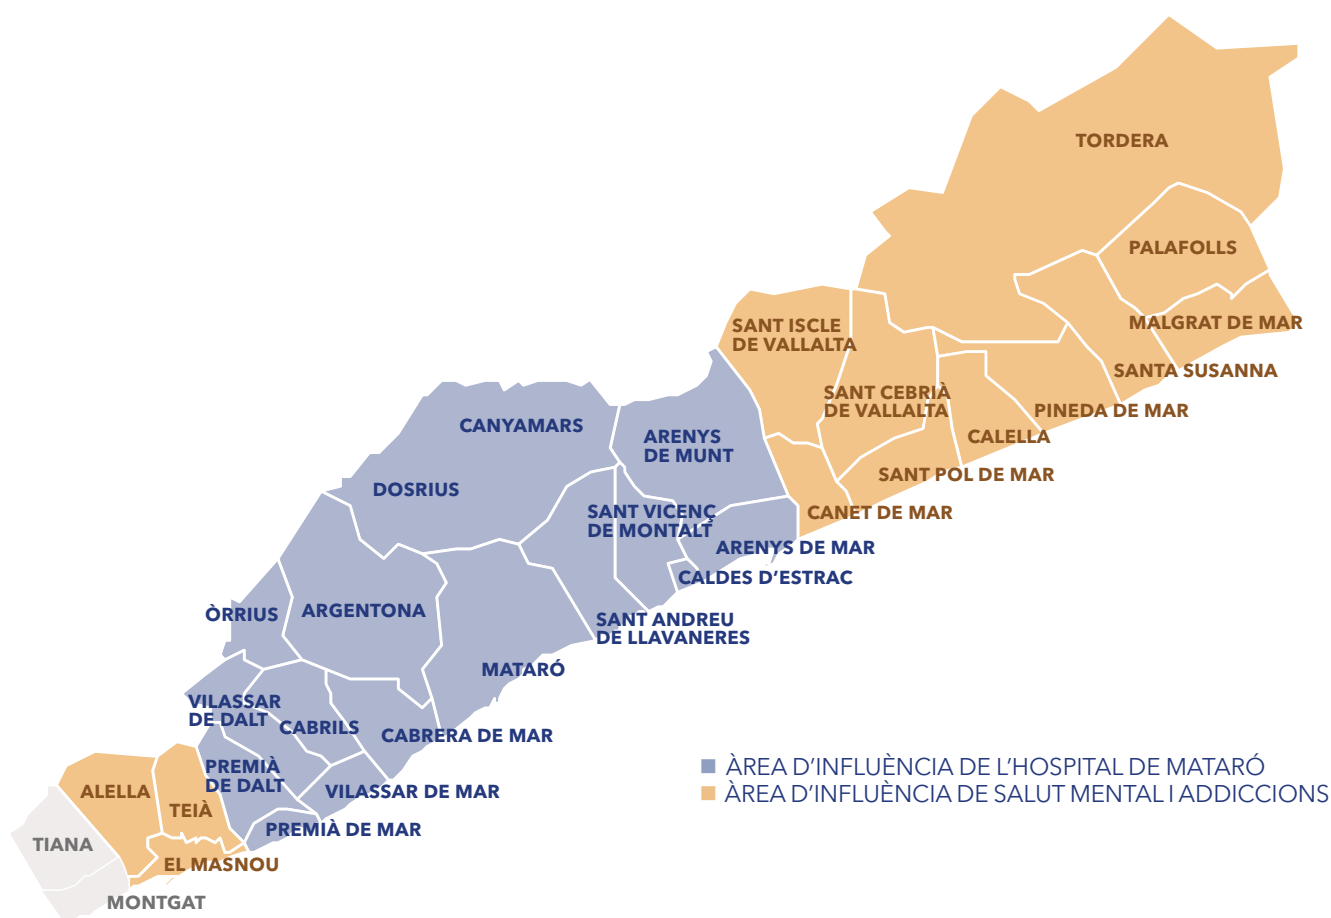 TORDERA
PALAFOLLS
MALGRAT DE MAR
SANT ISCLE
DE VALLALTA
SANTA SUSANNA
SANT CEBRIÀ
DE VALLALTA
PINEDA DE MAR
CALELLA
SANT POL DE MAR
CANET DE MAR
CANYAMARS
ARENYS
DE MUNT
DOSRIUS
SANT VICENÇ
DE MONTALT
ARENYS DE MAR
CALDES D'ESTRAC
ÒRRIUS
ARGENTONA
SANT ANDREU
DE LLAVANERES
MATARÓ
VILASSAR
DE DALT
CABRILS
CABRERA DE MAR
PREMIÀ
DE DALT
VILASSAR DE MAR
PREMIÀ DE MAR
ALELLA
TEIÀ
TIANA
EL MASNOU
MONTGAT
ÀREA D'INFLUÈNCIA DE L'HOSPITAL DE MATARÓ
ÀREA D'INFLUÈNCIA DE SALUT MENTAL I ADDICCIONS